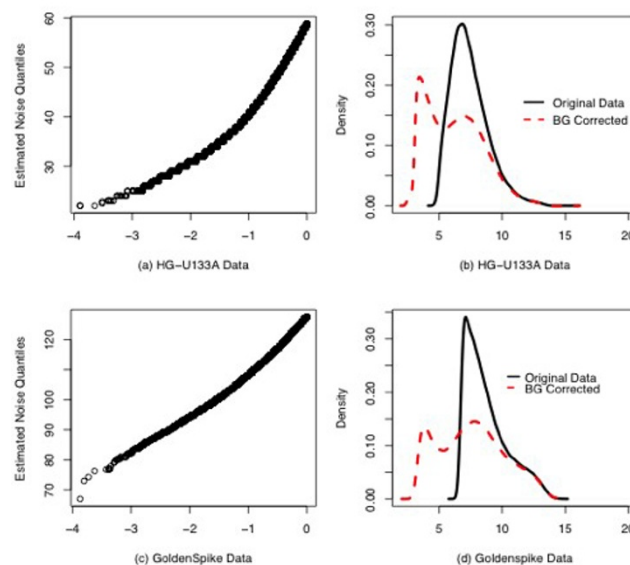 Estimated Noise Quantiles
60
50
40
30
−4 −3 −2 −1 0
(a) HG−U133A Data
Density
0.30
0.20
0.10
0.00
Original Data
BG Corrected
5 10 15 20
(b) HG−U133A Data
Estimated Noise Quantiles
120
100
90
80
70
−4 −3 −2 −1 0
(c) GoldenSpike Data
Density
0.30
0.20
0.10
0.00
Original Data
BG Corrected
5 10 15 20
(d) Goldenspike Data